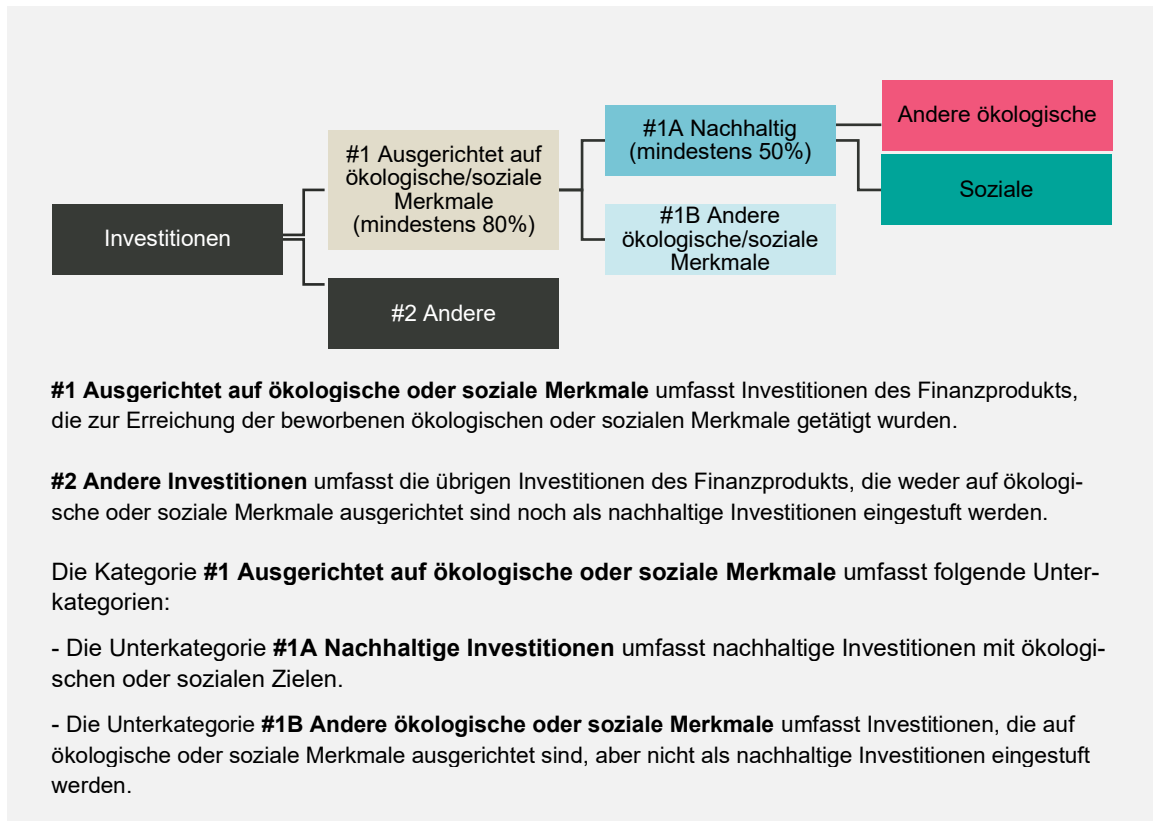 Investitionen
#1 Ausgerichtet auf
ökologische/soziale
Merkmale
(mindestens 80%)
#2 Andere
#1A Nachhaltig
(mindestens 50%)
#1B Andere
ökologische/soziale
Merkmale
Andere ökologische
Soziale
#1 Ausgerichtet auf ökologische oder soziale Merkmale umfasst Investitionen des Finanzprodukts,
die zur Erreichung der beworbenen ökologischen oder sozialen Merkmale getätigt wurden.
#2 Andere Investitionen umfasst die übrigen Investitionen des Finanzprodukts, die weder auf ökologi-
sche oder soziale Merkmale ausgerichtet sind noch als nachhaltige Investitionen eingestuft werden.
Die Kategorie #1 Ausgerichtet auf ökologische oder soziale Merkmale umfasst folgende Unter-
kategorien:
- Die Unterkategorie #1A Nachhaltige Investitionen umfasst nachhaltige Investitionen mit ökologi-
schen oder sozialen Zielen.
- Die Unterkategorie #1B Andere ökologische oder soziale Merkmale umfasst Investitionen, die auf
ökologische oder soziale Merkmale ausgerichtet sind, aber nicht als nachhaltige Investitionen eingestuft
werden.